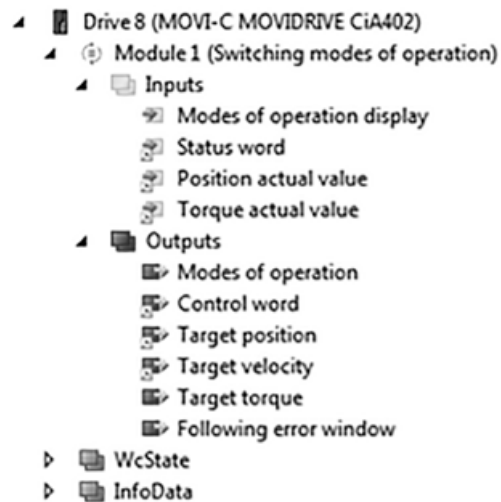 Drive 8 (MOVI-C MOVIDRIVE CiA402)
Module 1 (Switching modes of operation)
Inputs
Modes of operation display
Status word
Position actual value
Torque actual value
Outputs
Modes of operation
Control word
Target position
Target velocity
Target torque
Following error window
WcState
InfoData